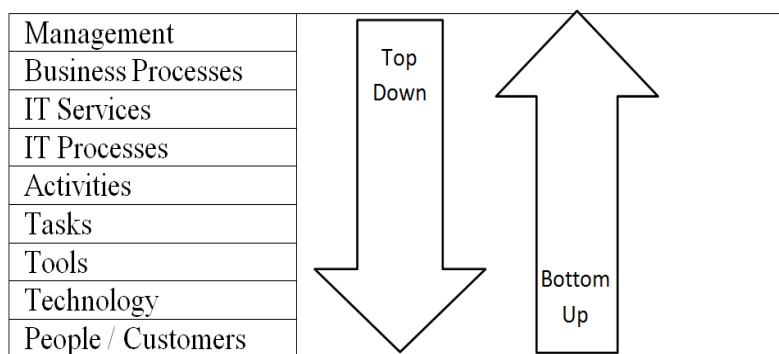 Management
Business Processes
IT Services
IT Processes
Activities
Tasks
Tools
Technology
People / Customers
Top
Down
Bottom
Up